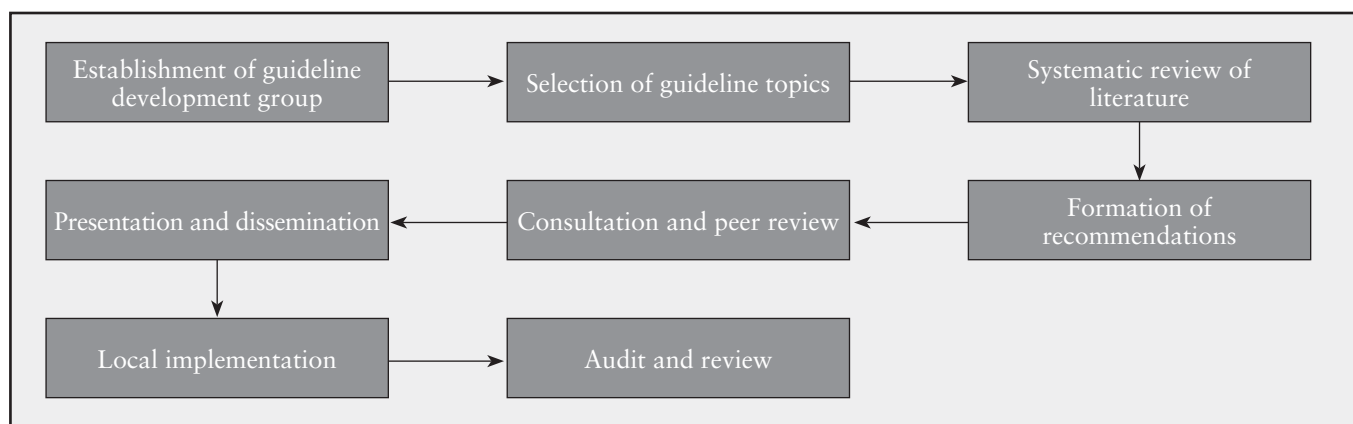 Establishment of guideline
development group
Selection of guideline topics
Systematic review of
literature
Formation of
recommendations
Consultation and peer review
Presentation and dissemination
Local implementation
Audit and review